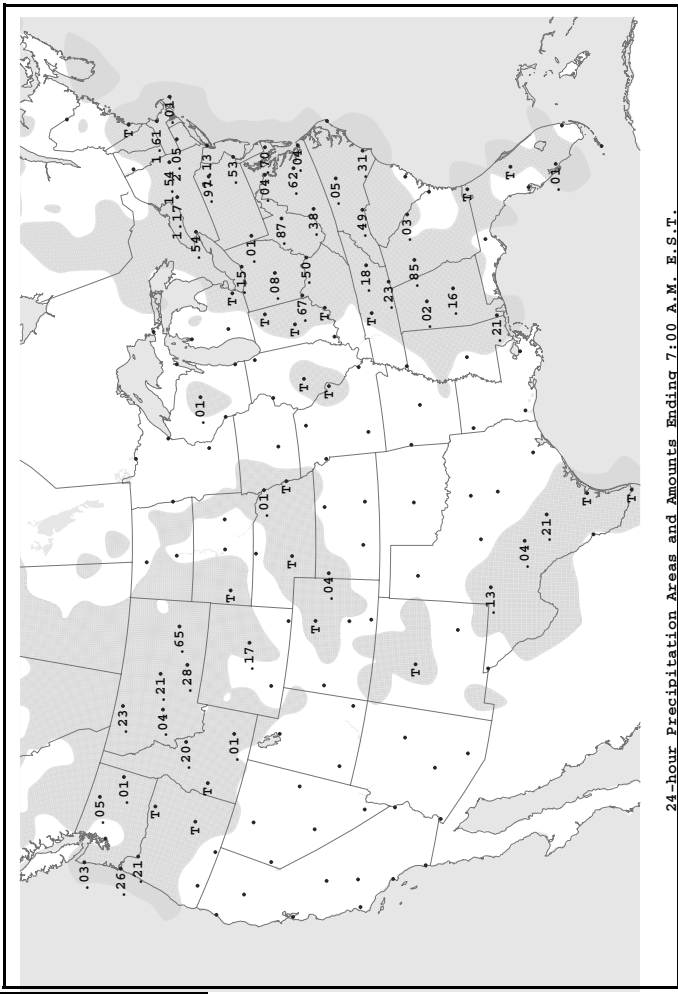 .03
.05
.26
.23
.01
T
.21
T
1.61
.21
.04
1.54
.01
1.17
2.05
.65
.20
.28
T
.54
.01
1.13
T
T
T
.53
.01
.15
.17
.01
.01
T
.04
.70
.08
.87
T
T
.62
T
.04
.67
T
.50
.38
T
T
.04
T
.05
.49
.31
.18
T
.23
.03
.85
T
.02
.16
T
.13
.21
T
.04
.21
.01
T
T
24-hour Precipitation Areas and Amounts Ending 7:00 A.M. E.S.T.